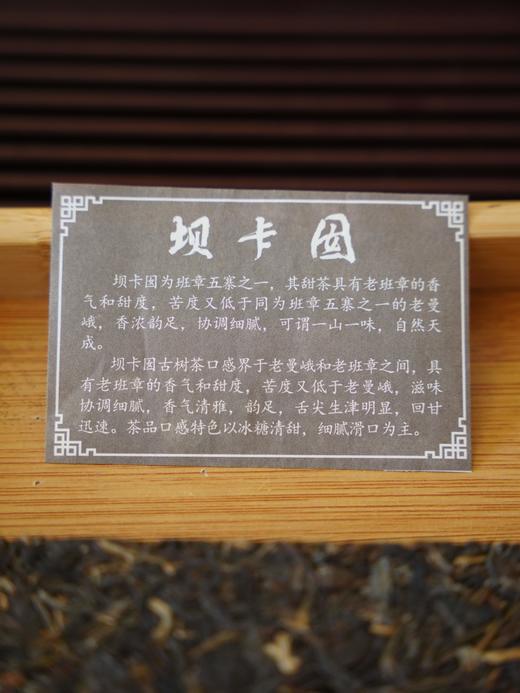 坝卡囡
坝卡囡为班章五寨之一，其甜茶具有老班章的香
气和甜度，苦度又低于同为班章五寨之一的老曼
峨，香浓韵足，协调细腻，可谓一山一味，自然天
成。
坝卡囡古树茶口感界于老曼峨和老班章之间，具
有老班章的香气和甜度，苦度又低于老曼峨，滋味
协调细腻，香气清雅，韵足，舌尖生津明显，回甘
迅速。茶品口感特色以冰糖清甜，细腻滑口为主。